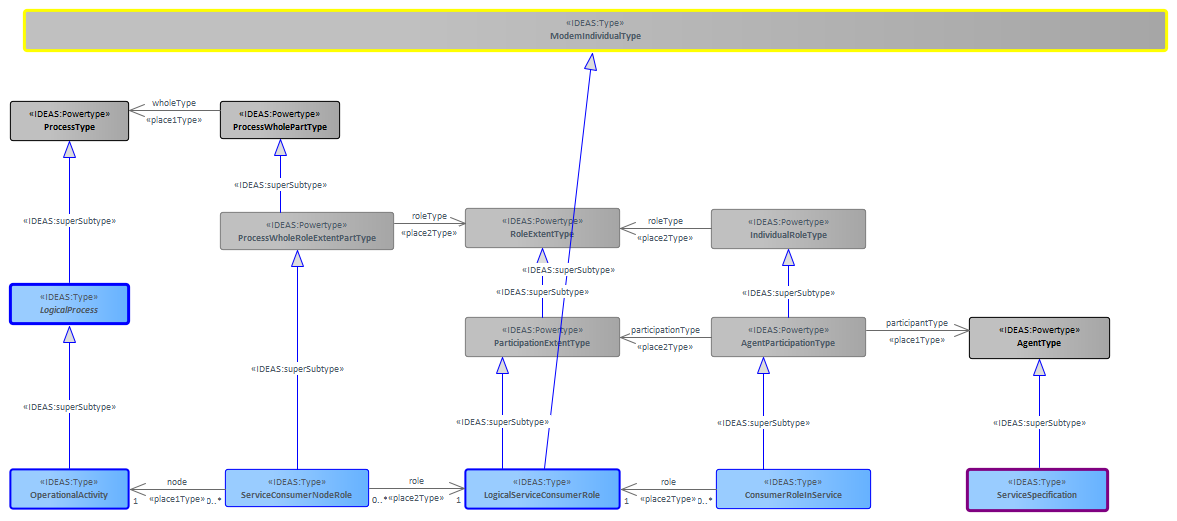 «IDEAS:Type»
ModemIndividualType
«IDEAS:Powertype»
ProcessType
wholeType
«place1Type»
«IDEAS:Powertype»
ProcessWholePartType
«IDEAS:superSubtype»
«IDEAS:superSubtype»
«IDEAS:Powertype»
ProcessWholeRoleExtentPartType
roleType
«place2Type»
«IDEAS:Powertype»
RoleExtentType
roleType
«place2Type»
«IDEAS:Powertype»
IndividualRoleType
«IDEAS:superSubtype»
«IDEAS:superSubtype»
«IDEAS:superSubtype»
«IDEAS:Type»
LogicalProcess
«IDEAS:Powertype»
ParticipationExtentType
participationType
«place2Type»
«IDEAS:Powertype»
AgentParticipationType
participantType
«place1Type»
«IDEAS:Powertype»
AgentType
«IDEAS:superSubtype»
«IDEAS:superSubtype»
«IDEAS:superSubtype»
«IDEAS:superSubtype»
«IDEAS:superSubtype»
«IDEAS:Type»
OperationalActivity
node
1
«place1Type»
0..*
«IDEAS:Type»
ServiceConsumerNodeRole
role
0..*
«place2Type»
1
«IDEAS:Type»
LogicalServiceConsumerRole
role
1
«place2Type»
0..*
«IDEAS:Type»
ConsumerRoleInService
«IDEAS:Type»
ServiceSpecification